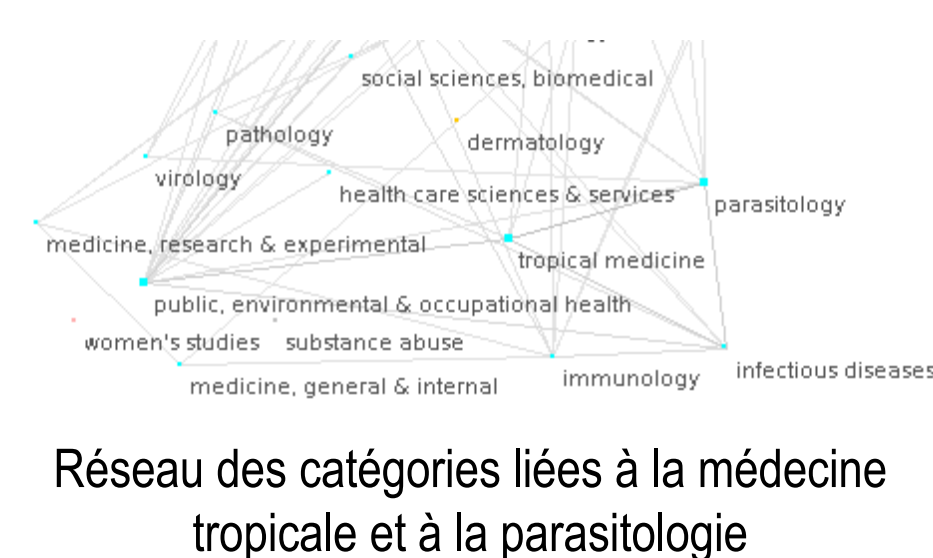 social sciences, biomedical
pathology
dermatology
virology
health care sciences & services
parasitology
medicine, research & experimental
tropical medicine
public, environmental & occupational health
women's studies
substance abuse
medicine, general & internal
immunology
infectious diseases
Réseau des catégories liées à la médecine
tropicale et à la parasitologie